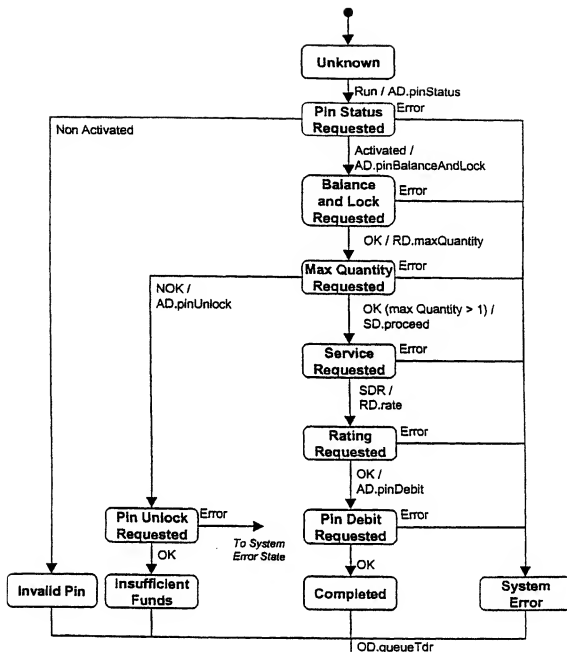 Unknown
Run / AD.pinStatus
Pin Status
Requested
Error
Non Activated
Activated /
AD.pinBalanceAndLock
Balance
and Lock
Requested
Error
OK / RD.maxQuantity
Max Quantity
Requested
Error
NOK /
AD.pinUnlock
OK (max Quantity > 1) /
SD.proceed
Service
Requested
Error
SDR /
RD.rate
Rating
Requested
Error
OK /
AD.pinDebit
Pin Unlock
Requested
Error
To System
Error State
Pin Debit
Requested
Error
OK
OK
Invalid Pin
Insufficient
Funds
Completed
System
Error
OD.queueTdr